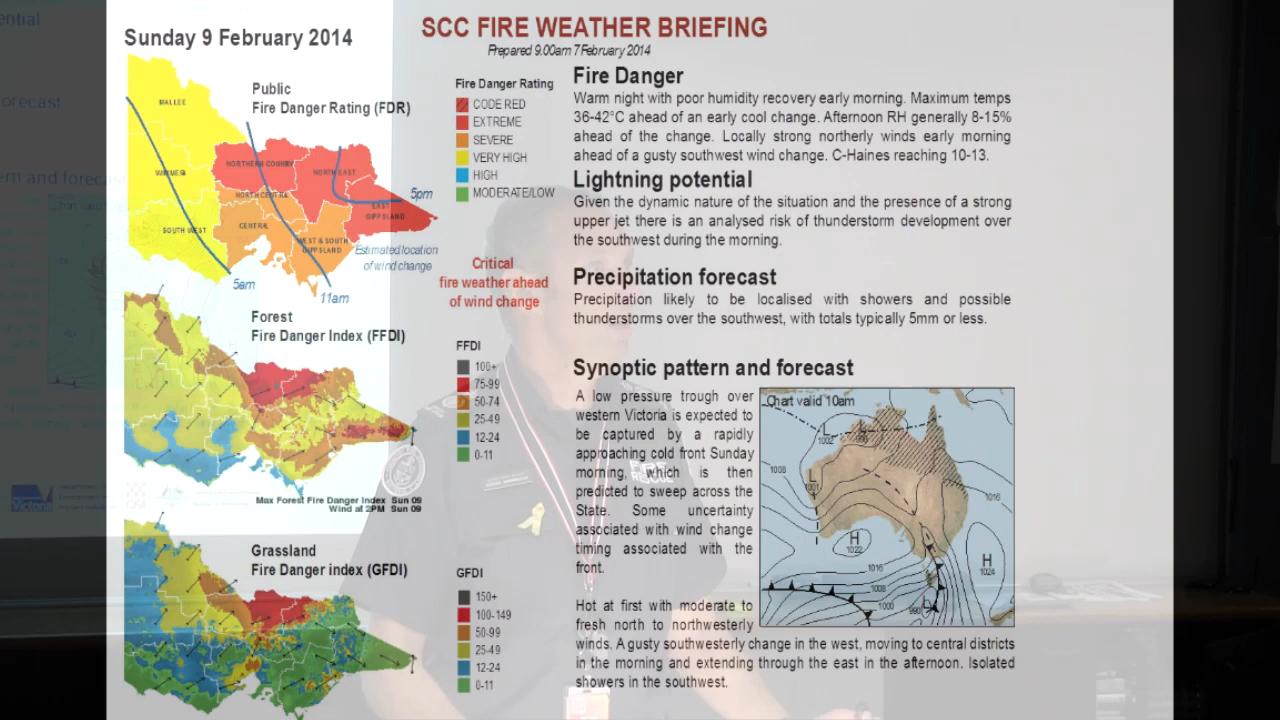 Sunday 9 February 2014
SCC FIRE WEATHER BRIEFING
Prepared 9.00am 7 February 2014
Public
Fire Danger Rating (FDR)
MALLEE
WIMMERA
SOUTH WEST
NORTHERN COUNTRY
NORTH EAST
NORTH CENTRAL
CENTRAL
WEST & SOUTH
GIPPSLAND
EAST
GIPPSLAND
5pm
Estimated location
of wind change
5am
11am
Fire Danger Rating
CODE RED
EXTREME
SEVERE
VERY HIGH
HIGH
MODERATE/LOW
Critical
fire weather ahead
of wind change
Forest
Fire Danger Index (FFDI)
FFDI
100+
75-99
50-74
25-49
12-24
0-11
Max Forest Fire Danger Index Sun 09
Wind at 2PM Sun 09
Grassland
Fire Danger index (GFDI)
GFDI
150+
100-149
50-99
25-49
12-24
0-11
Fire Danger
Warm night with poor humidity recovery early morning. Maximum temps
36-42°C ahead of an early cool change. Afternoon RH generally 8-15%
ahead of the change. Locally strong northerly winds early morning
ahead of a gusty southwest wind change. C-Haines reaching 10-13.
Lightning potential
Given the dynamic nature of the situation and the presence of a strong
upper jet there is an analysed risk of thunderstorm development over
the southwest during the morning.
Precipitation forecast
Precipitation likely to be localised with showers and possible
thunderstorms over the southwest, with totals typically 5mm or less.
Synoptic pattern and forecast
A low pressure trough over
western Victoria is expected to
be captured by a rapidly
approaching cold front Sunday
morning, which is then
predicted to sweep across the
State. Some uncertainty
associated with wind change
timing associated with the
front.
Hot at first with moderate to
fresh north to northwesterly
winds. A gusty southwesterly change in the west, moving to central districts
in the morning and extending through the east in the afternoon. Isolated
showers in the southwest.
Chart valid 10am
L
1002
998
1008
L
1001
1016
H
1022
H
1024
1016
1008
1000
990
L